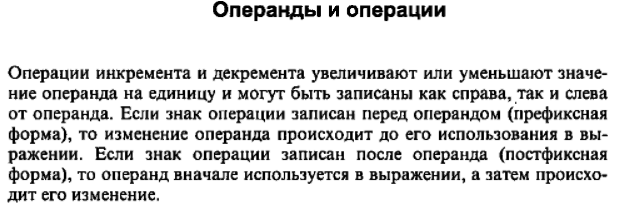 Операнды и операции
Операции инкремента и декремента увеличивают или уменьшают значе-
ние операнда на единицу и могут быть записаны как справа, так и слева
от операнда. Если знак операции записан перед операндом (префиксная
форма), то изменение операнда происходит до его использования в вы-
ражении. Если знак операции записан после операнда (постфиксная
форма), то операнд вначале используется в выражении, а затем происхо-
дит его изменение.